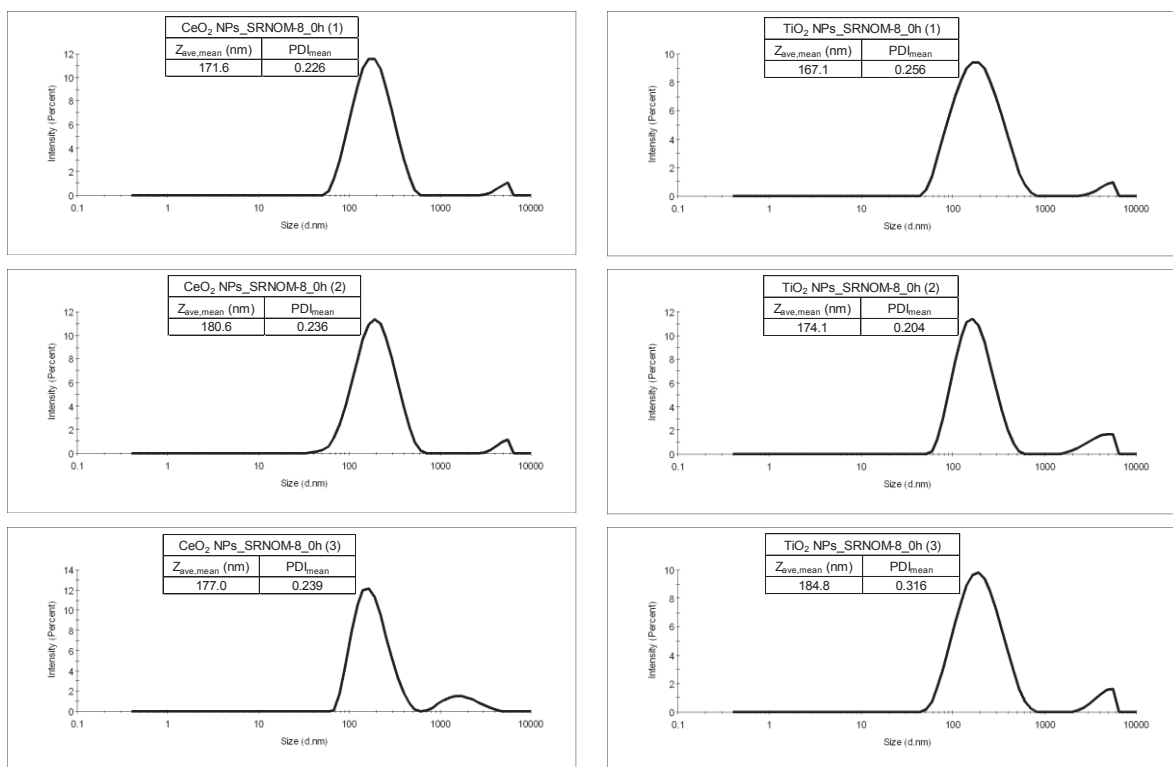 CeO₂ NPs_SRNOM-8_0h (1)
Zave,mean (nm) PDImean
171.6 0.226
Intensity (Percent)
12
10
8
6
4
2
0
0.1 1 10 100 1000 10000
Size (d.nm)
TiO₂ NPs_SRNOM-8_0h (1)
Zave,mean (nm) PDImean
167.1 0.256
Intensity (Percent)
10
8
6
4
2
0
0.1 1 10 100 1000 10000
Size (d.nm)
CeO₂ NPs_SRNOM-8_0h (2)
Zave,mean (nm) PDImean
180.6 0.236
Intensity (Percent)
12
10
8
6
4
2
0
0.1 1 10 100 1000 10000
Size (d.nm)
TiO₂ NPs_SRNOM-8_0h (2)
Zave,mean (nm) PDImean
174.1 0.204
Intensity (Percent)
12
10
8
6
4
2
0
0.1 1 10 100 1000 10000
Size (d.nm)
CeO₂ NPs_SRNOM-8_0h (3)
Zave,mean (nm) PDImean
177.0 0.239
Intensity (Percent)
14
12
10
8
6
4
2
0
0.1 1 10 100 1000 10000
Size (d.nm)
TiO₂ NPs_SRNOM-8_0h (3)
Zave,mean (nm) PDImean
184.8 0.316
Intensity (Percent)
10
8
6
4
2
0
0.1 1 10 100 1000 10000
Size (d.nm)